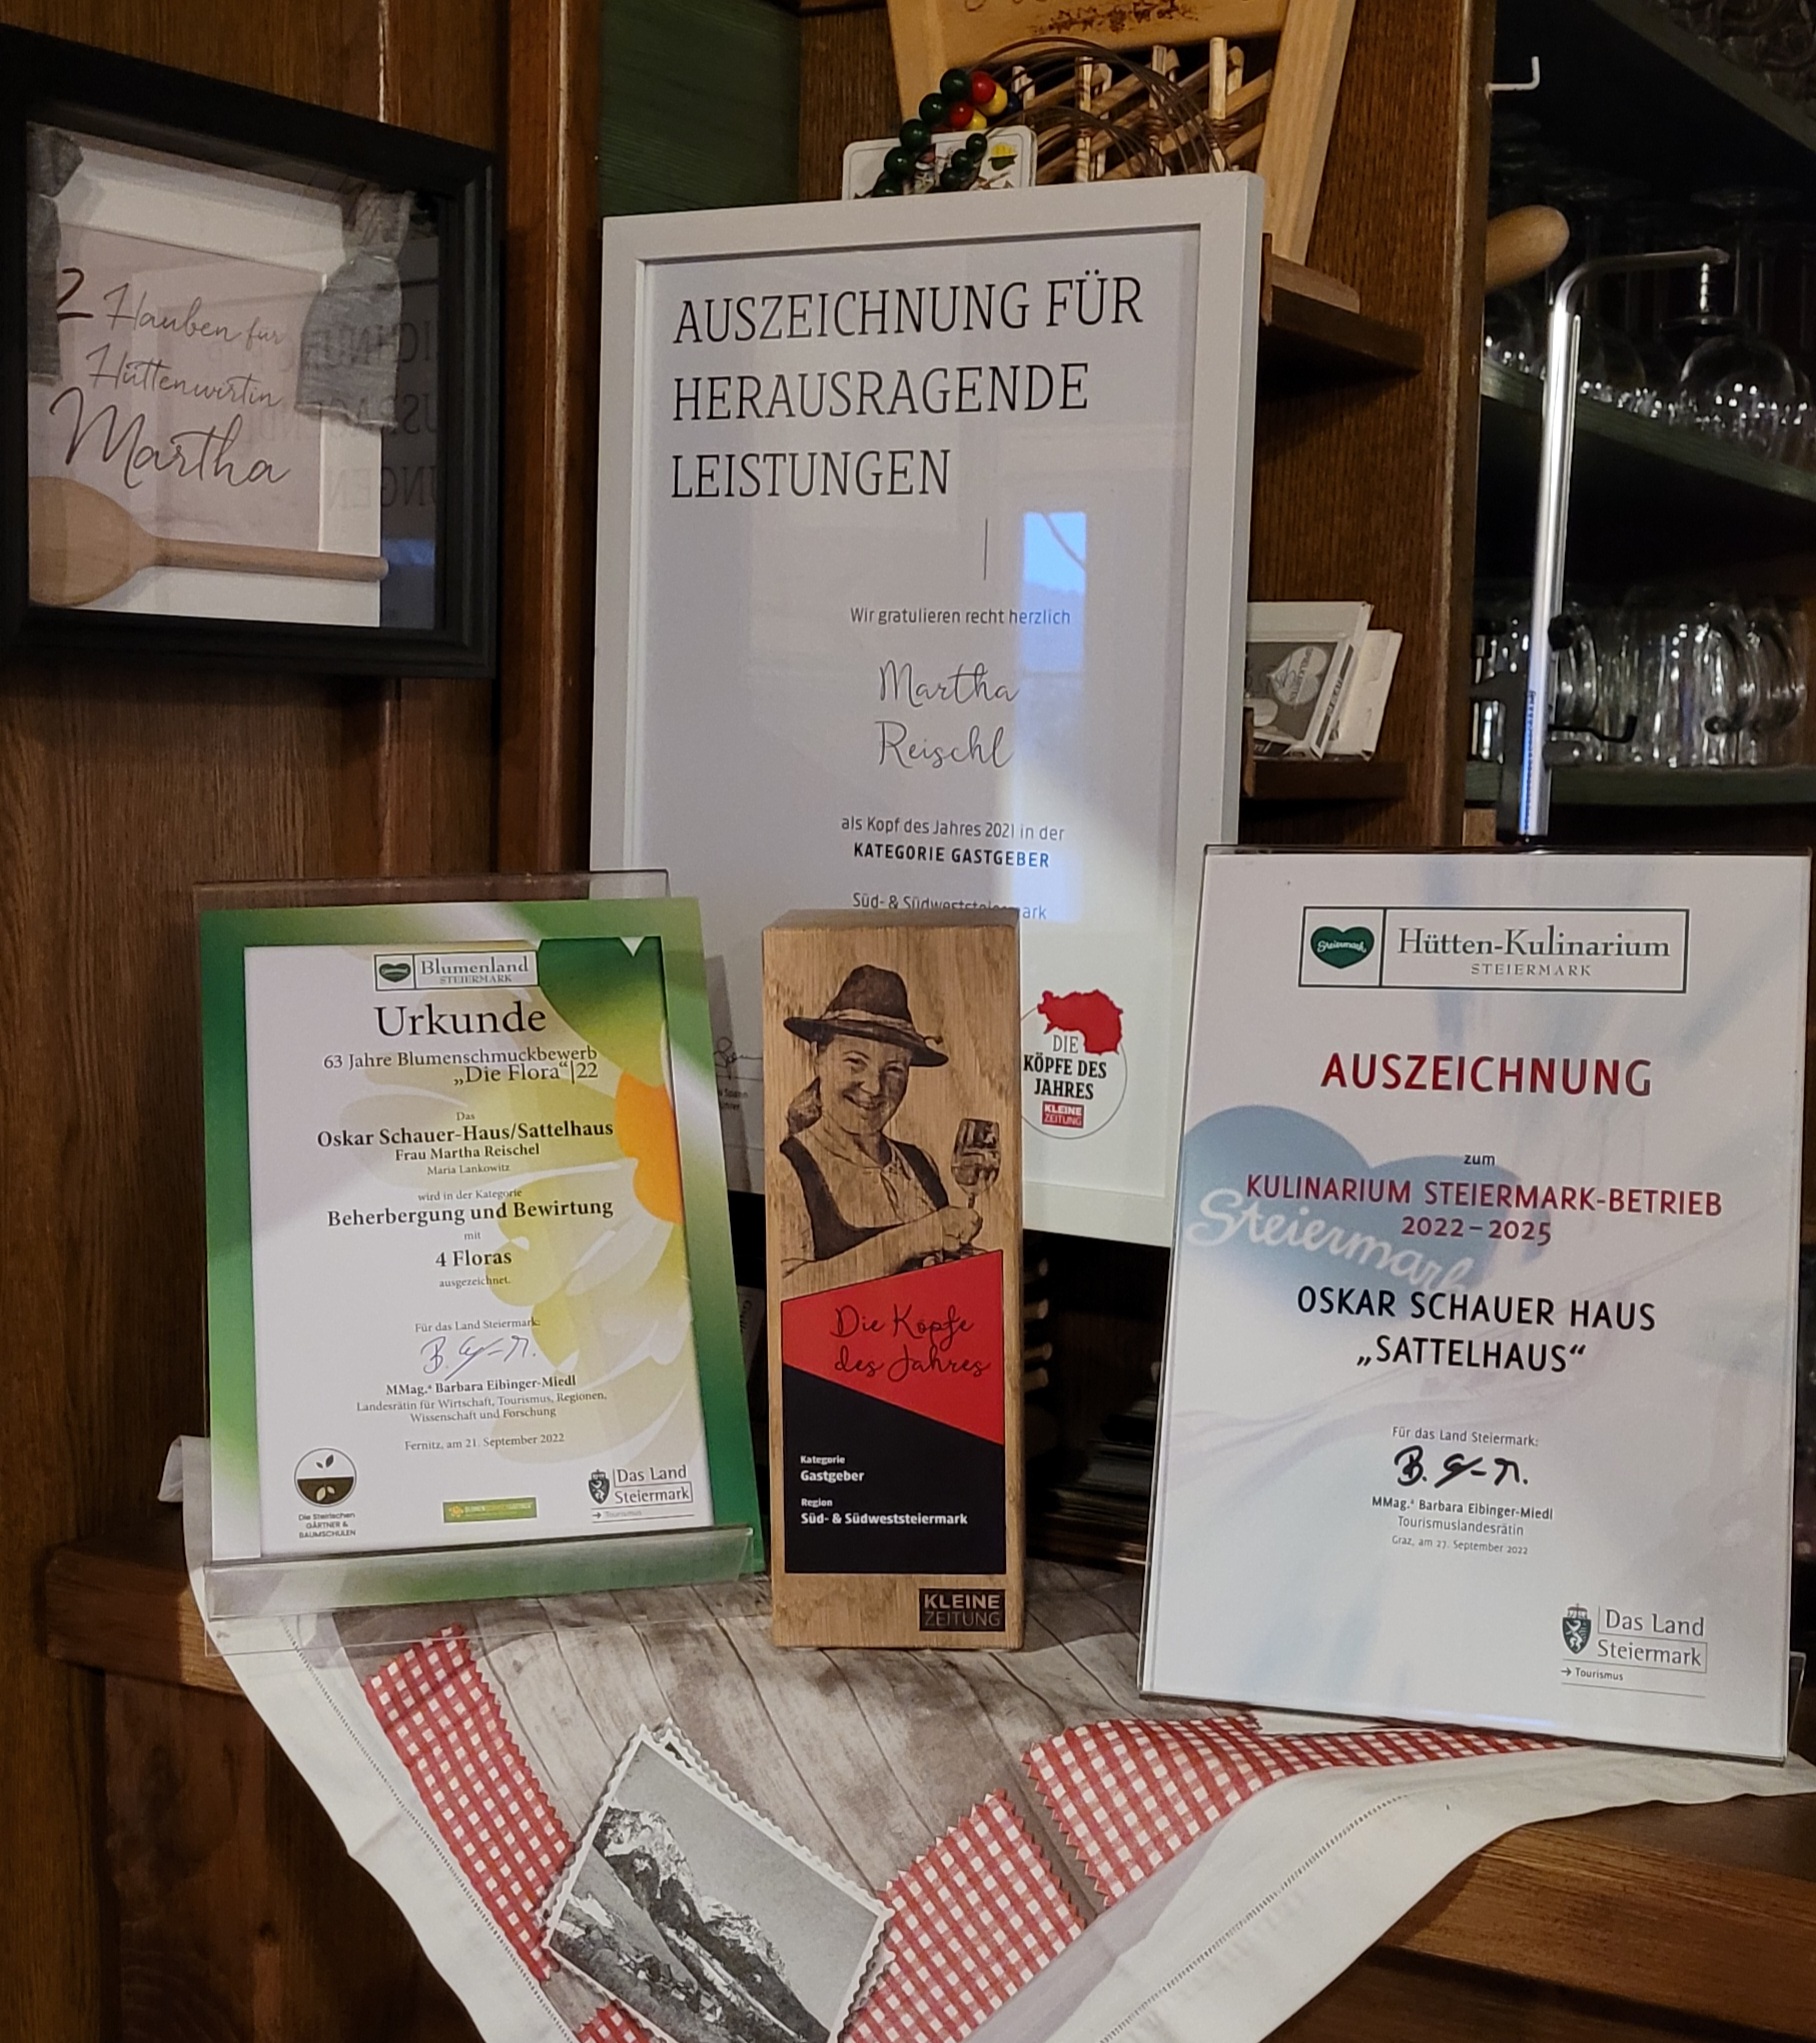 2 Hauben für
Hüttenwirtin
Martha
AUSZEICHNUNG FÜR
HERAUSRAGENDE
LEISTUNGEN
Wir gratulieren recht herzlich
Martha
Reischl
als Kopf des Jahres 2021 in der
KATEGORIE GASTGEBER
Süd- &
DIE
KÖPFE DES
JAHRES
KLEINE
ZEITUNG
Steiermark
Blumenland
STEIERMARK
Urkunde
63 Jahre Blumenschmuckbewerb
„Die Flora“|22
Das
Oskar Schauer-Haus/Sattelhaus
Frau Martha Reischel
Maria Lankowitz
wird in der Kategorie
Beherbergung und Bewirtung
mit
4 Floras
ausgezeichnet.
Für das Land Steiermark:
MMag.ª Barbara Eibinger-Miedl
Landesrätin für Wirtschaft, Tourismus, Regionen,
Wissenschaft und Forschung
Fernitz, am 21. September 2022
Die Steirischen
GÄRTNER &
BAUMSCHULEN
Das Land
Steiermark
→ Tourismus
Die Köpfe
des Jahres
Kategorie
Gastgeber
Region
Süd- & Südweststeiermark
KLEINE
ZEITUNG
Steiermark
Hütten-Kulinarium
STEIERMARK
AUSZEICHNUNG
zum
KULINARIUM STEIERMARK-BETRIEB
2022–2025
Steiermark
OSKAR SCHAUER HAUS
„SATTELHAUS“
Für das Land Steiermark:
MMag.ª Barbara Eibinger-Miedl
Tourismuslandesrätin
Graz, am 27. September 2022
Das Land
Steiermark
→ Tourismus